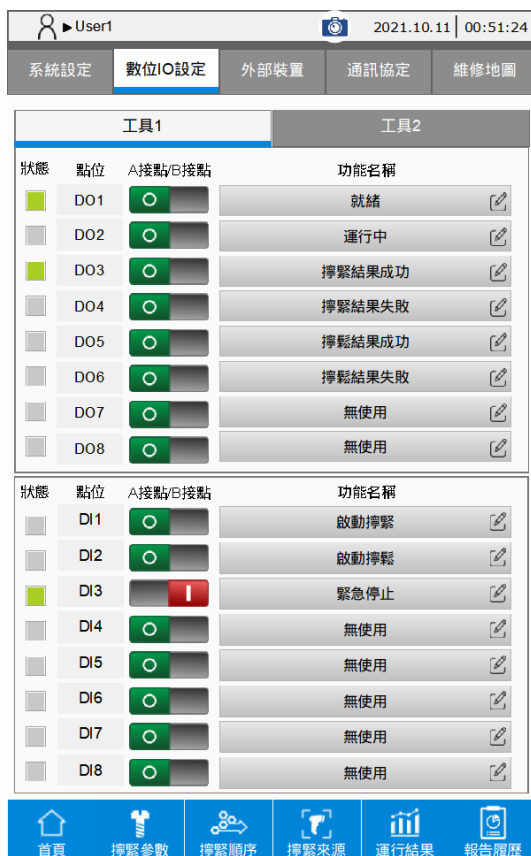 ▶User1 2021.10.11 00:51:24
系統設定 數位IO設定 外部裝置 通訊協定 維修地圖
工具1 工具2
狀態 點位 A接點/B接點 功能名稱
DO1 就緒
DO2 運行中
DO3 擰緊結果成功
DO4 擰緊結果失敗
DO5 擰鬆結果成功
DO6 擰鬆結果失敗
DO7 無使用
DO8 無使用
狀態 點位 A接點/B接點 功能名稱
DI1 啟動擰緊
DI2 啟動擰鬆
DI3 緊急停止
DI4 無使用
DI5 無使用
DI6 無使用
DI7 無使用
DI8 無使用
首頁 擰緊參數 擰緊順序 擰緊來源 運行結果 報告履歷